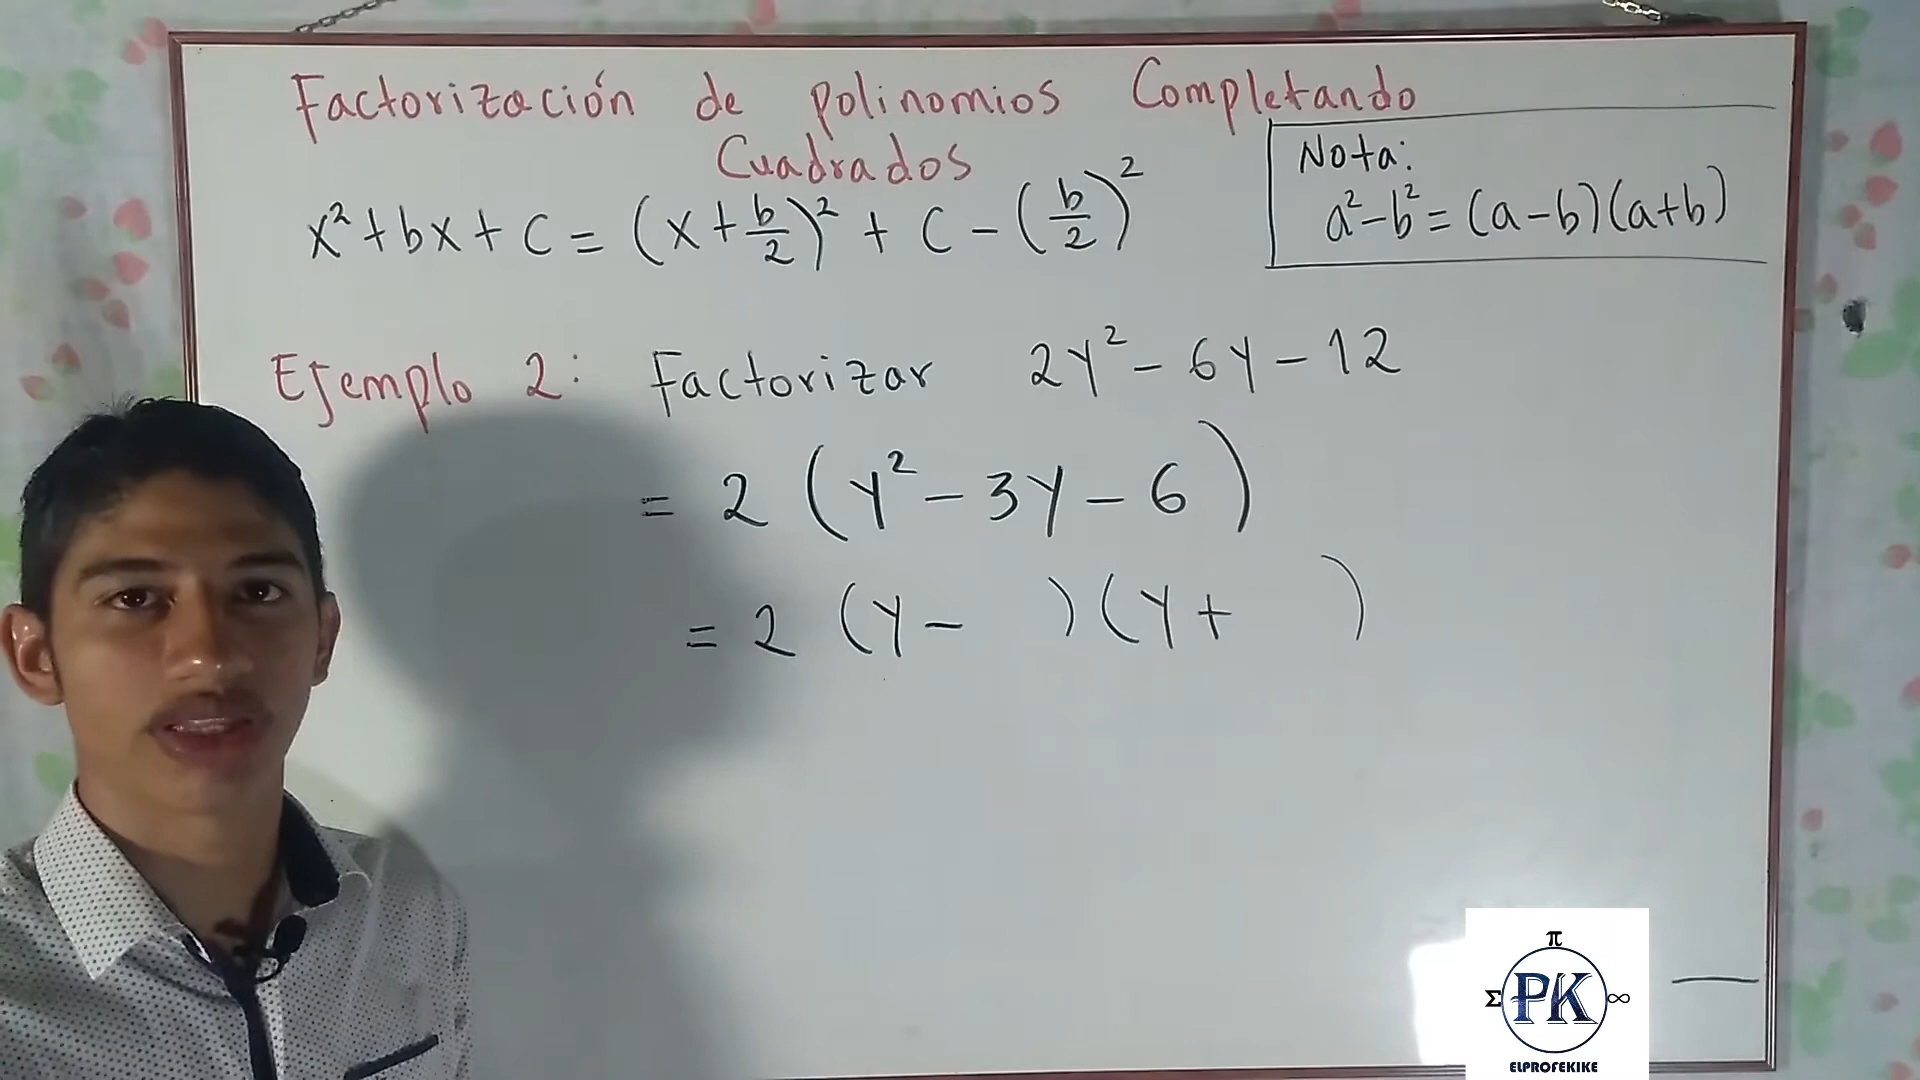 Factorización de polinomios Completando
Cuadrados
x²+bx+c=(x+b/2)²+c-(b/2)²
Nota:
a²-b²=(a-b)(a+b)
Ejemplo 2: Factorizar 2y²-6y-12
= 2 (y²-3y-6)
= 2 (y-   )(y+   )
π
Σ PK ∞
ELPROFEKIKE